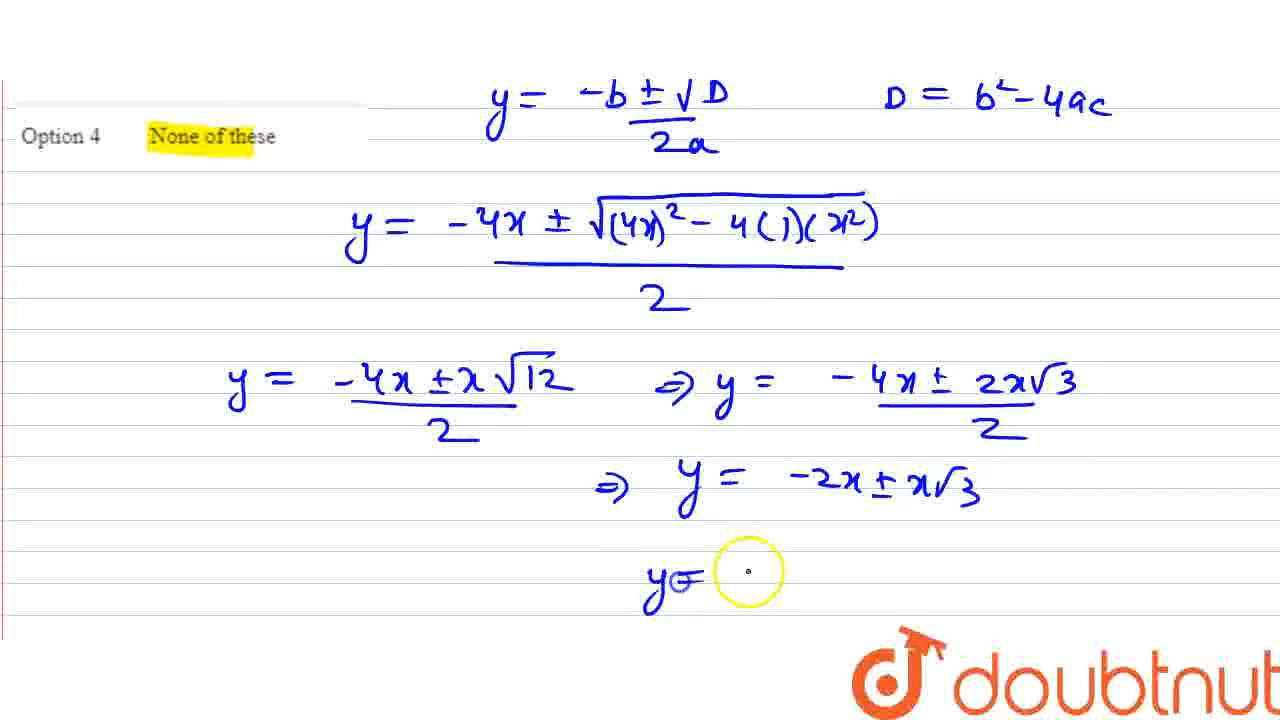 y = -b ± √D / 2a    D = b² - 4ac
Option 4 None of these
y = -4x ± √(4x)² - 4(1)(x²) / 2
y = -4x ± x√12 / 2 ⇒ y = -4x ± 2x√3 / 2
⇒ y = -2x ± x√3
y =
doubtnut